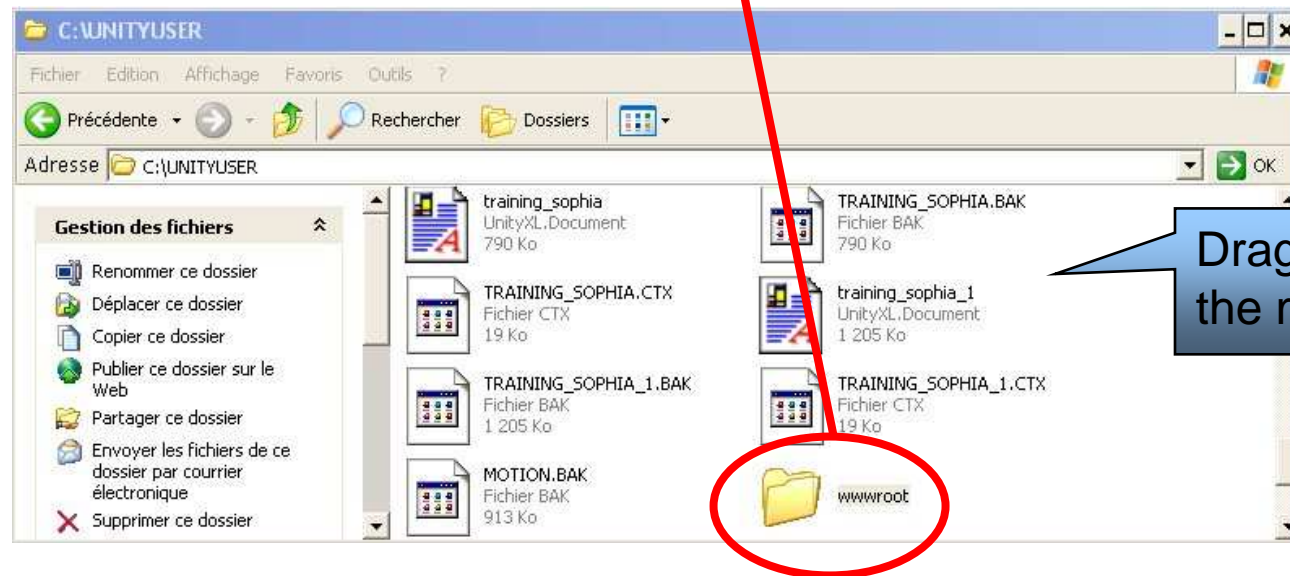 C:\UNITYUSER
Fichier Edition Affichage Favoris Outils ?
Précédente Rechercher Dossiers
Adresse C:\UNITYUSER OK
Gestion des fichiers
Renommer ce dossier
Déplacer ce dossier
Copier ce dossier
Publier ce dossier sur le
Web
Partager ce dossier
Envoyer les fichiers de ce
dossier par courrier
électronique
Supprimer ce dossier
training_sophia
UnityXL.Document
790 Ko
TRAINING_SOPHIA.BAK
Fichier BAK
790 Ko
TRAINING_SOPHIA.CTX
Fichier CTX
19 Ko
training_sophia_1
UnityXL.Document
1 205 Ko
TRAINING_SOPHIA_1.BAK
Fichier BAK
1 205 Ko
TRAINING_SOPHIA_1.CTX
Fichier CTX
19 Ko
MOTION.BAK
Fichier BAK
913 Ko
wwwroot
Drag
the